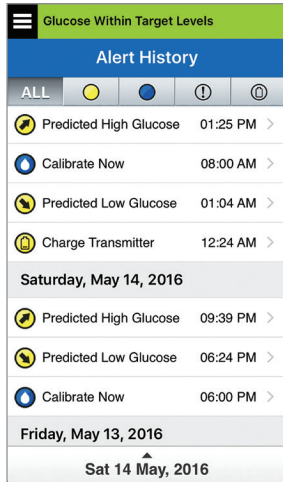 Glucose Within Target Levels
Alert History
ALL
Predicted High Glucose 01:25 PM
Calibrate Now 08:00 AM
Predicted Low Glucose 01:04 AM
Charge Transmitter 12:24 AM
Saturday, May 14, 2016
Predicted High Glucose 09:39 PM
Predicted Low Glucose 06:24 PM
Calibrate Now 06:00 PM
Friday, May 13, 2016
Sat 14 May, 2016